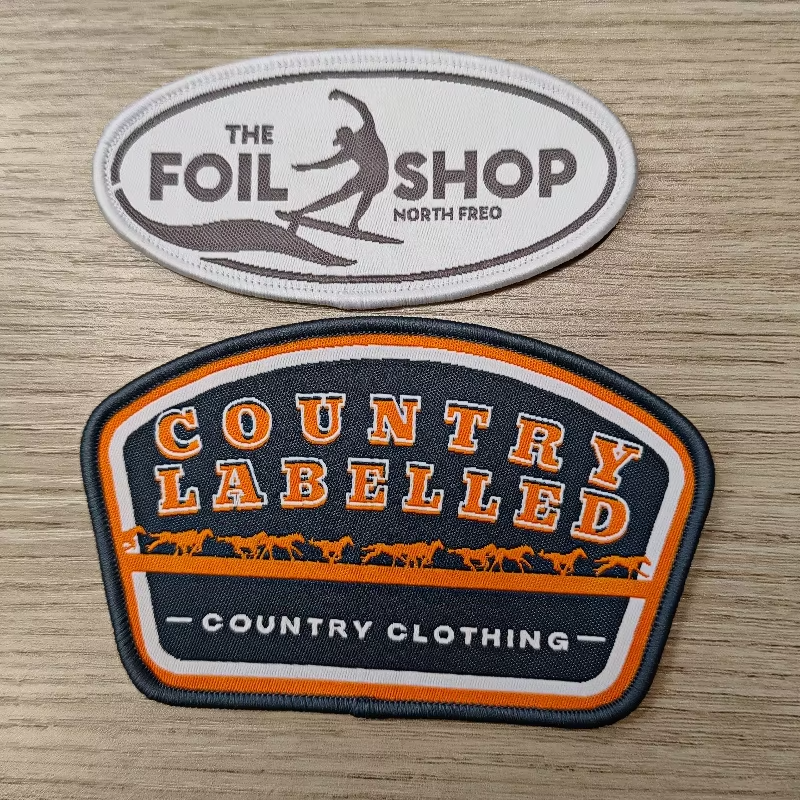 THE
FOIL SHOP
NORTH FREO
COUNTRY
LABELLED
— COUNTRY CLOTHING —